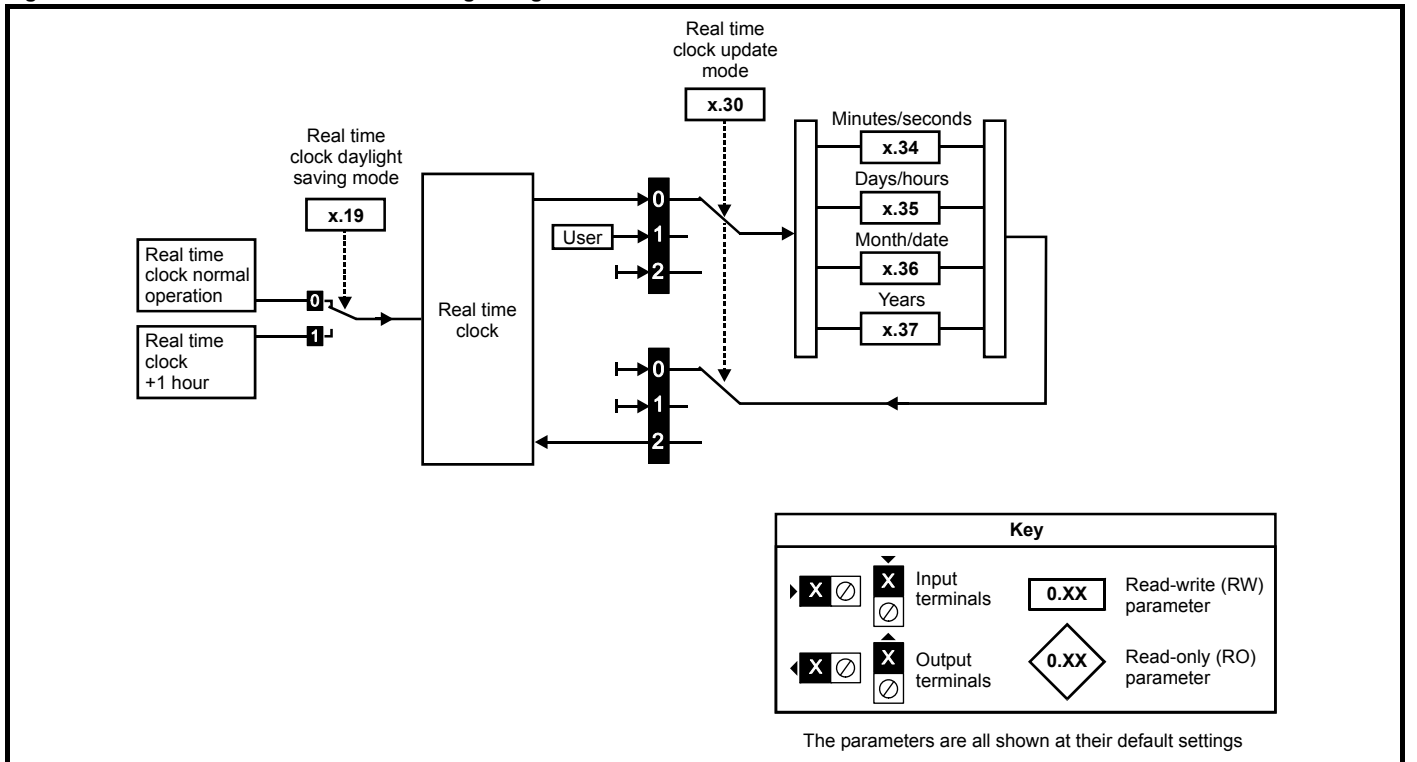 Real time
clock update
mode
x.30
Real time
clock daylight
saving mode
x.19
Real time
clock normal
operation
0
Real time
clock
+1 hour
1
Real time
clock
0
User
1
2
0
1
2
Minutes/seconds
x.34
Days/hours
x.35
Month/date
x.36
Years
x.37
Key
X
X
Input
terminals
0.XX
Read-write (RW)
parameter
X
X
Output
terminals
0.XX
Read-only (RO)
parameter
The parameters are all shown at their default settings